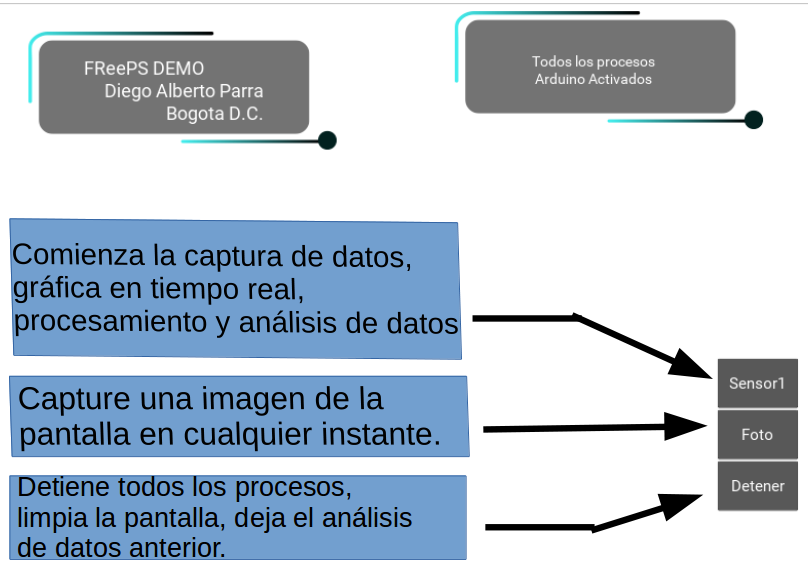 FReePS DEMO
Diego Alberto Parra
Bogota D.C.
Todos los procesos
Arduino Activados
Comienza la captura de datos,
gráfica en tiempo real,
procesamiento y análisis de datos
Sensor1
Capture una imagen de la
pantalla en cualquier instante.
Foto
Detiene todos los procesos,
limpia la pantalla, deja el análisis
de datos anterior.
Detener